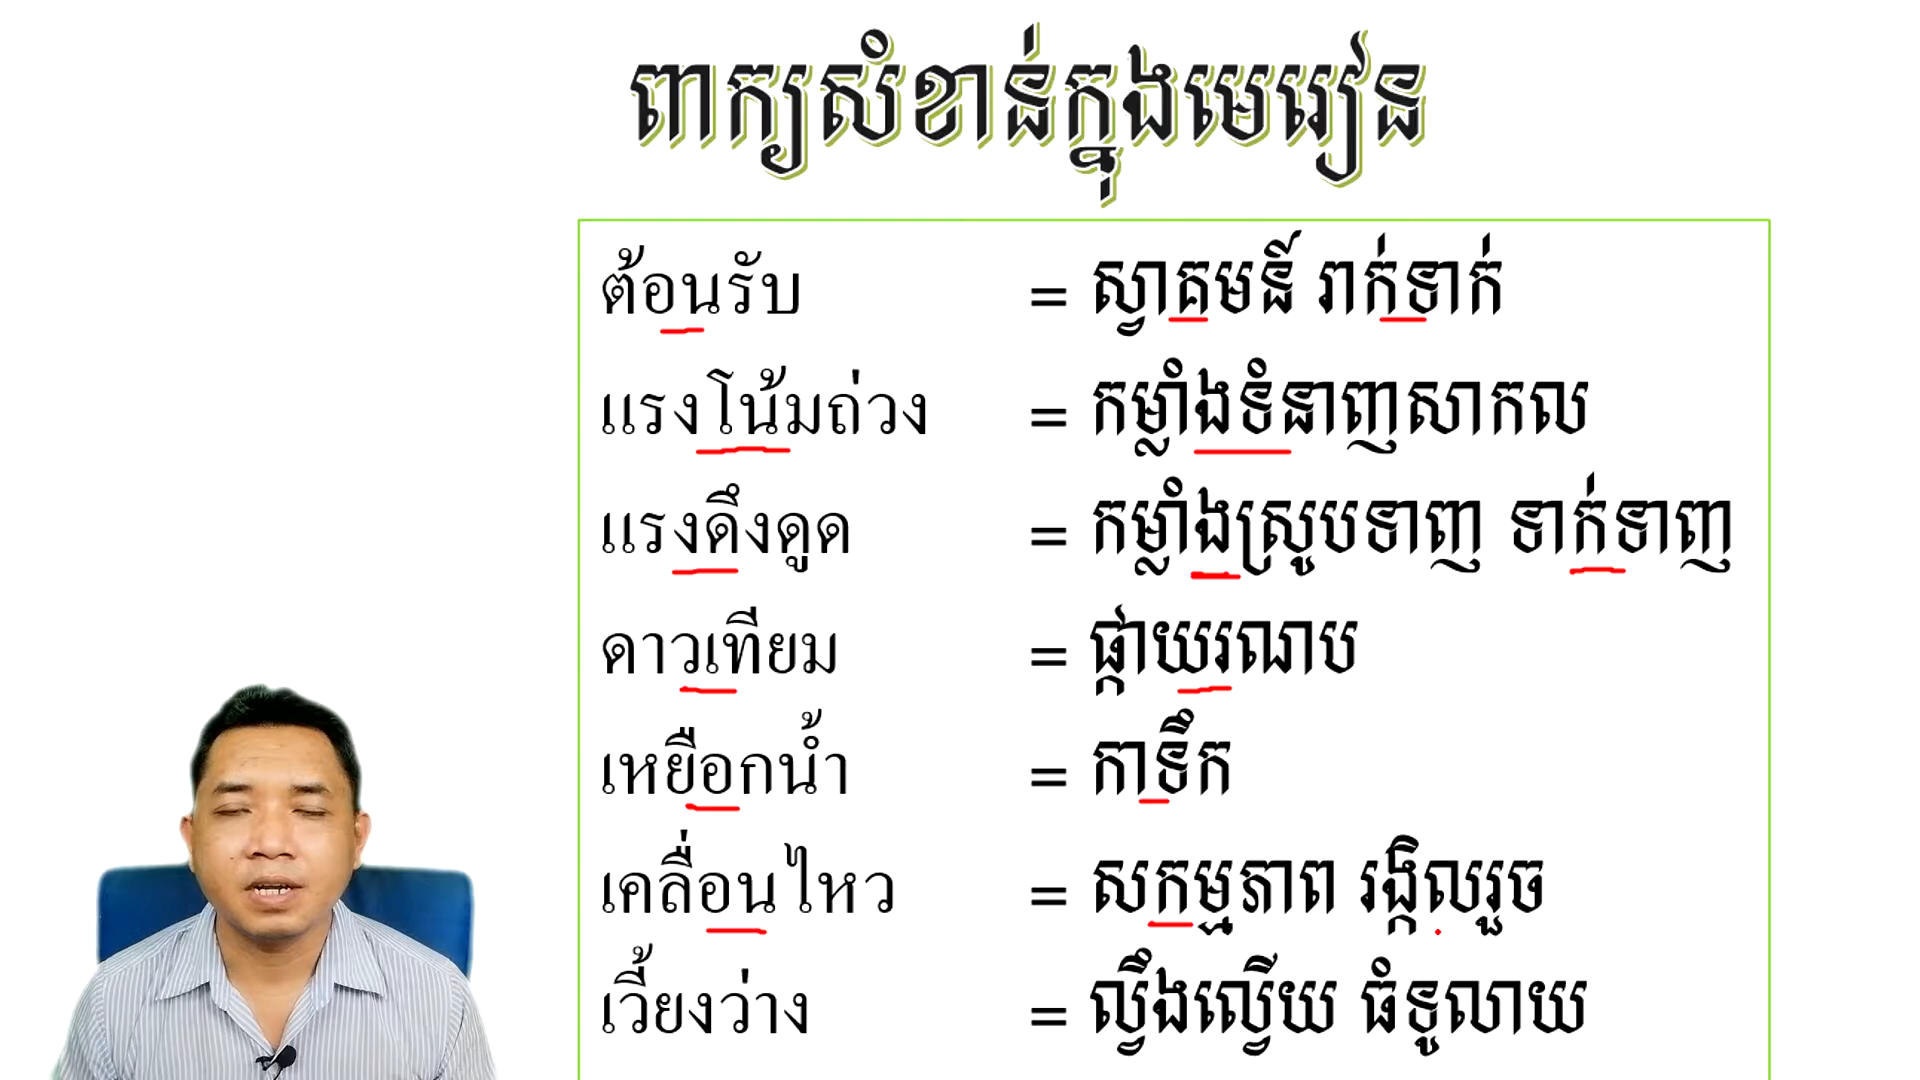 ពាក្យសំខាន់ក្នុងមេរៀន
ต้อนรับ = ស្វាគមន៍ រាក់ទាក់
แรงโน้มถ่วง = កម្លាំងទំនាញសាកល
แรงดึงดูด = កម្លាំងស្រូបទាញ ទាក់ទាញ
ดาวเทียม = ផ្កាយរណប
เหยือกน้ำ = កាទឹក
เคลื่อนไหว = សកម្មភាព រង្កិលរួច
เวี้ยงว่าง = ល្វឹងល្វើយ ធំទូលាយ